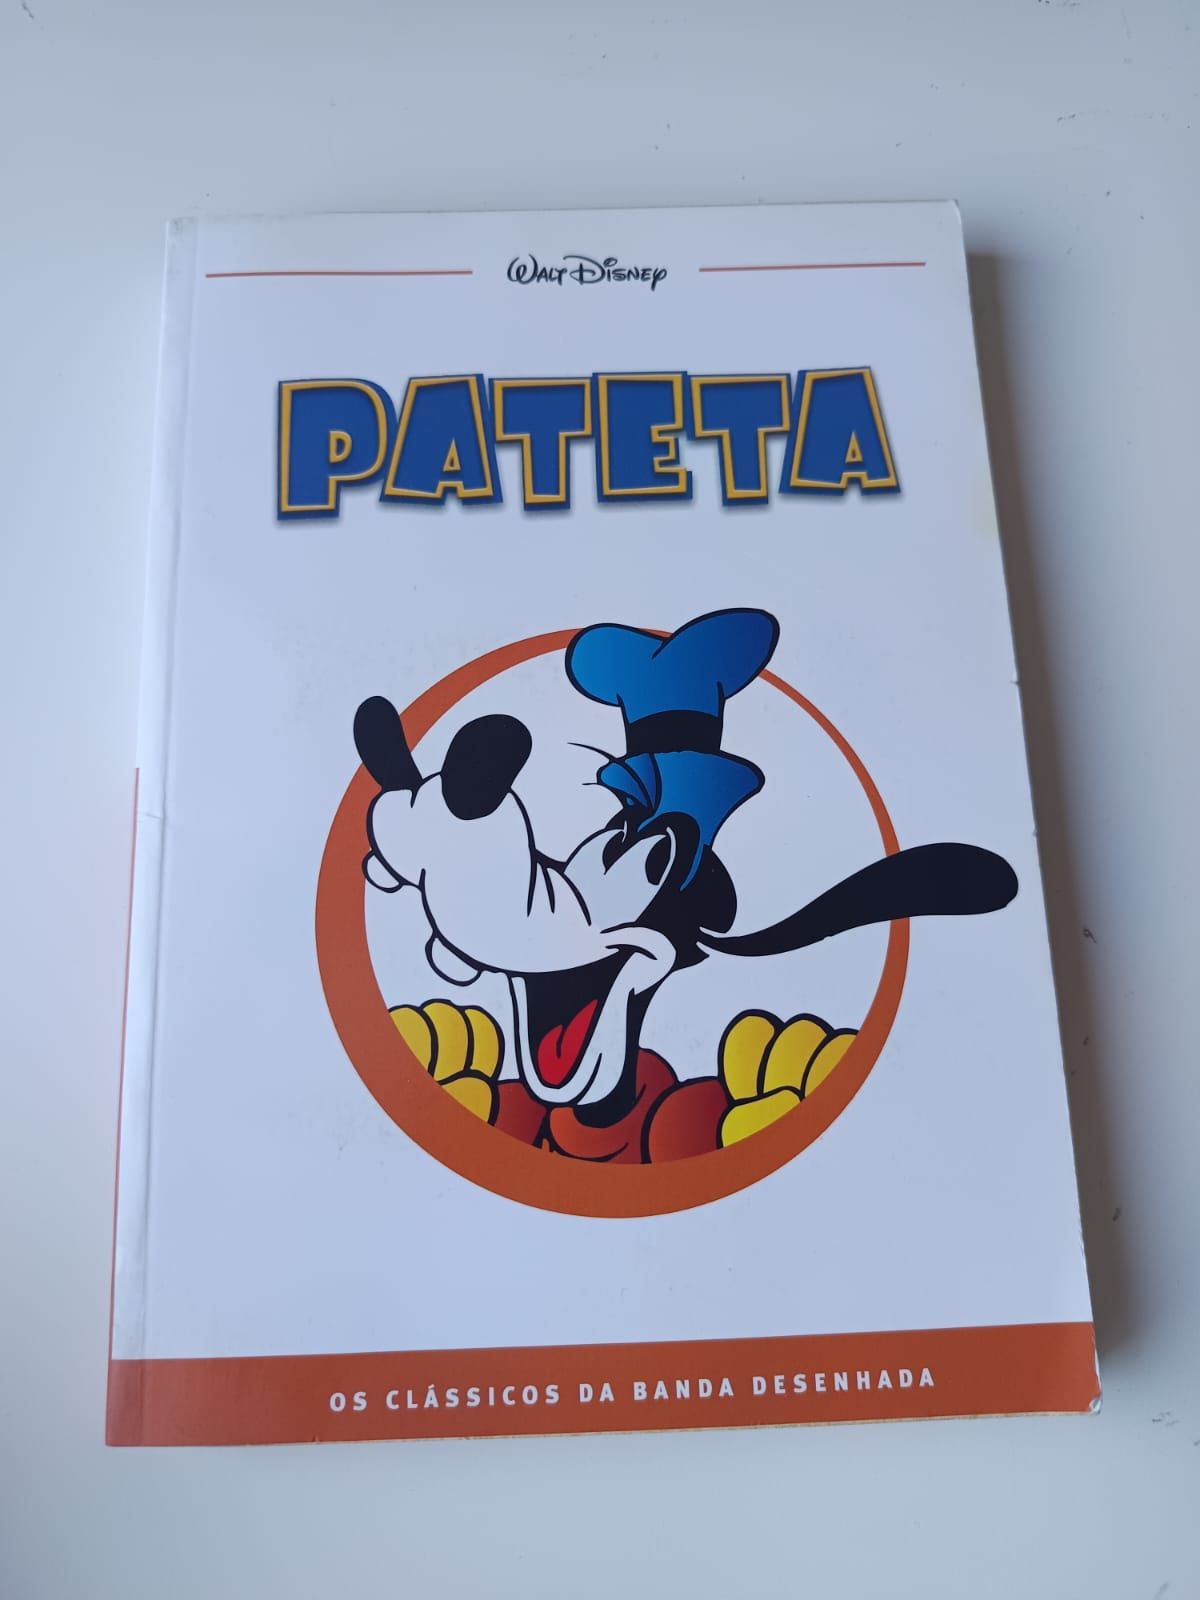 WALT DISNEY
PATETA
OS CLÁSSICOS DA BANDA DESENHADA